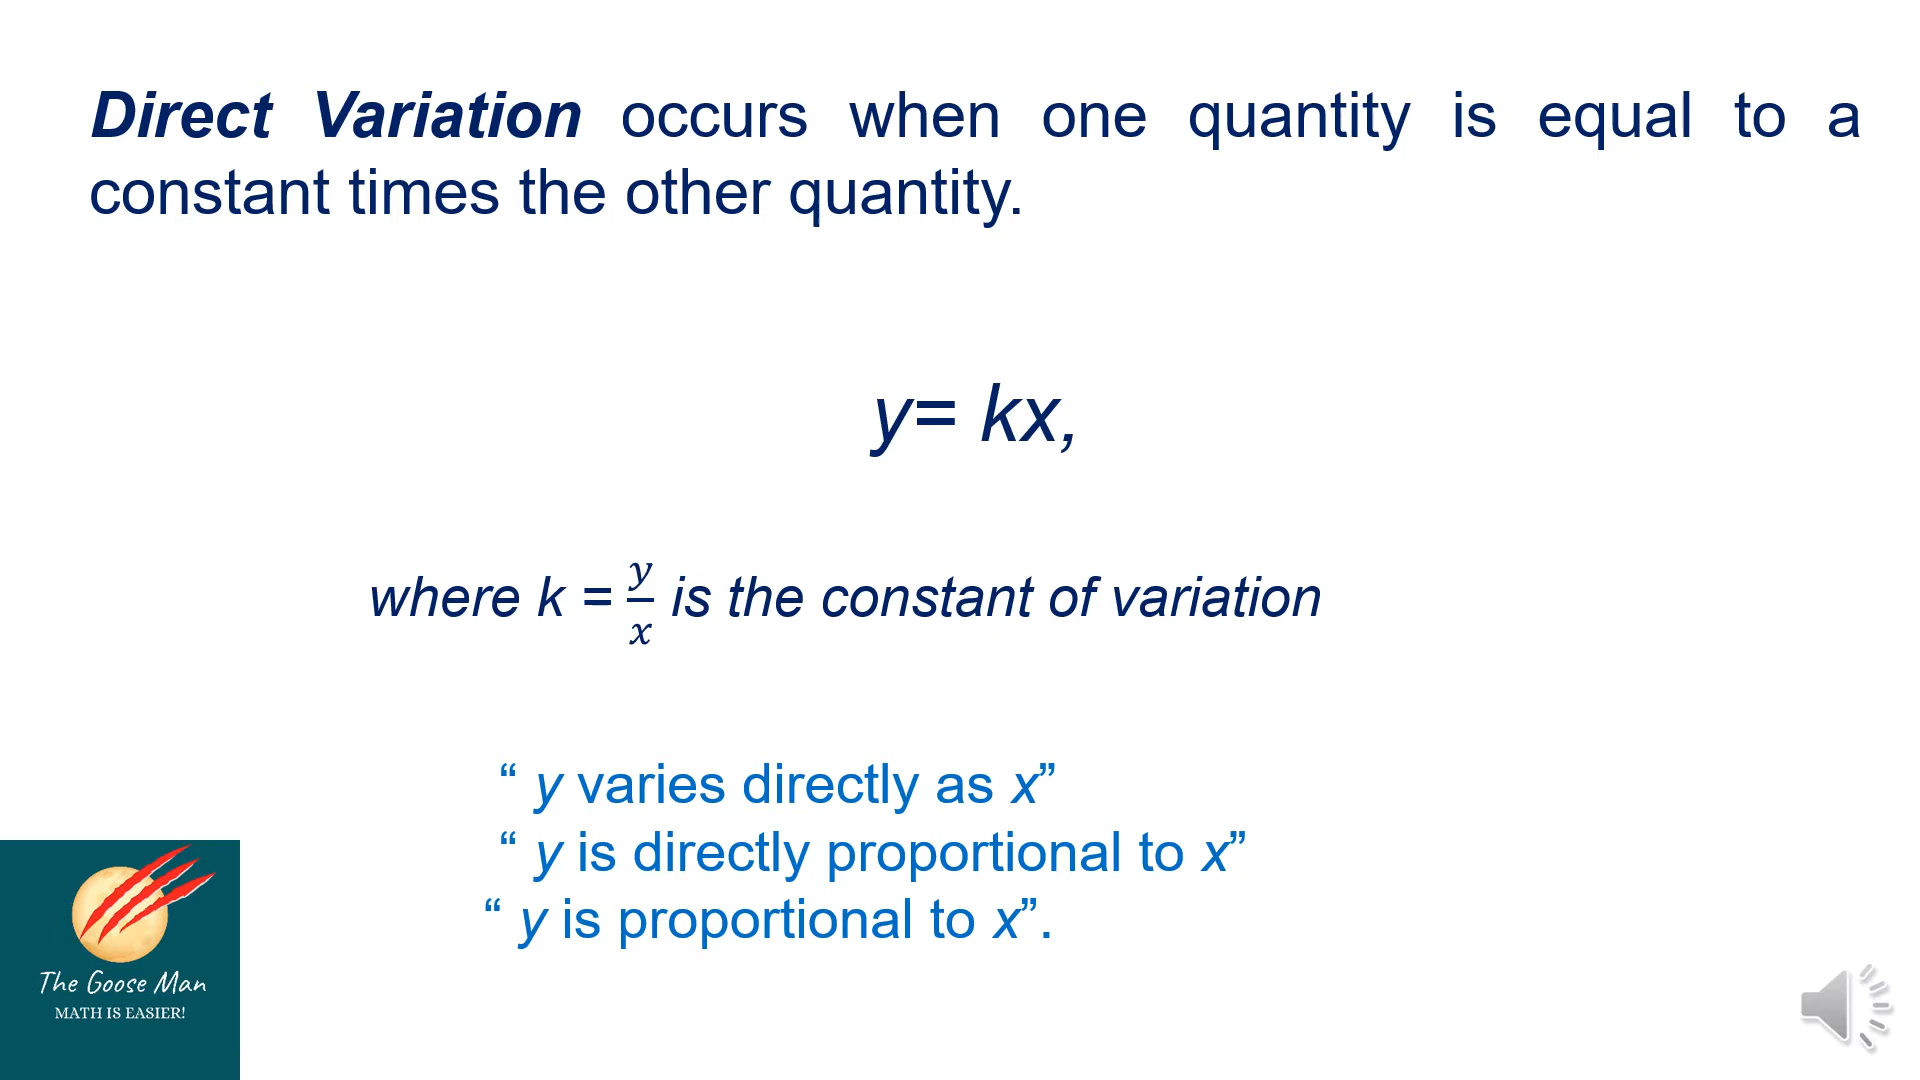 Direct Variation occurs when one quantity is equal to a
constant times the other quantity.
y= kx,
where k = y/x is the constant of variation
“ y varies directly as x”
“ y is directly proportional to x”
“ y is proportional to x”.
The Goose Man
MATH IS EASIER!